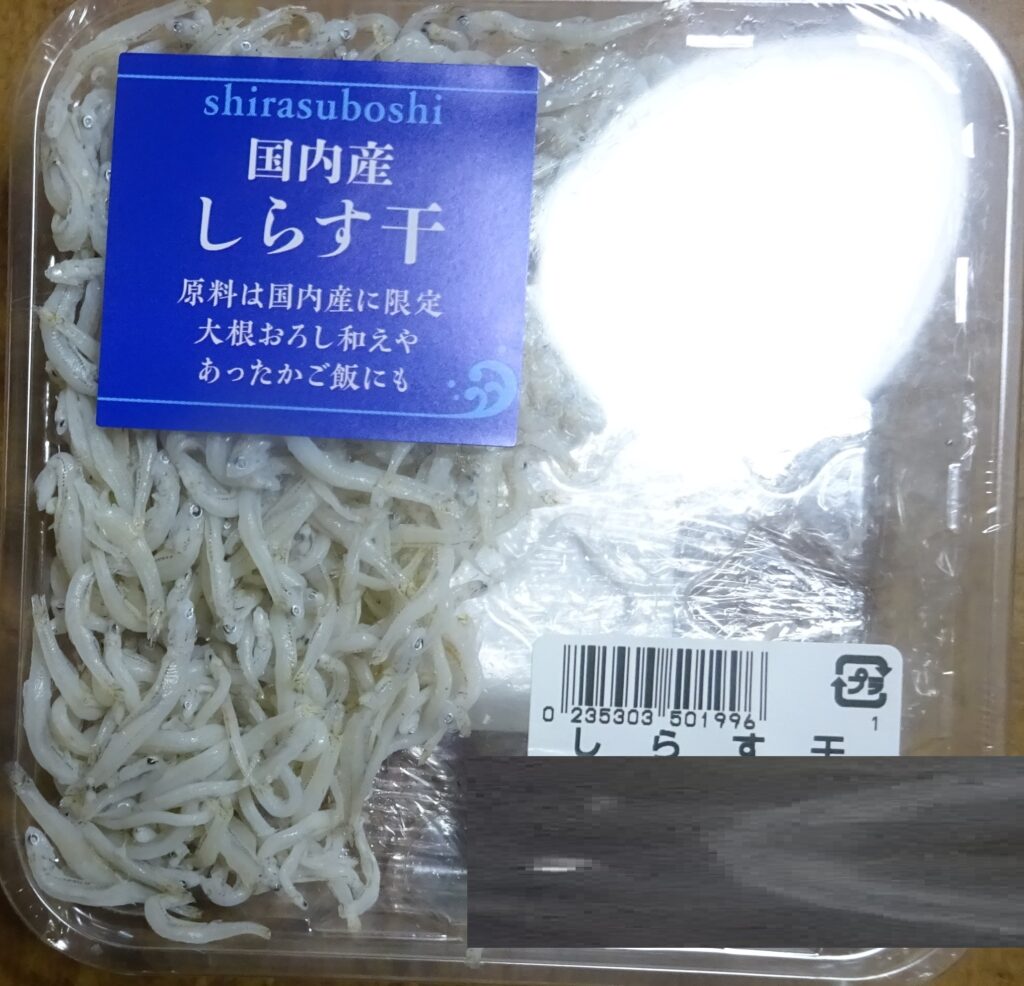 shirasuboshi
国内産
しらす干
原料は国内産に限定
大根おろし和えや
あったかご飯にも
0 235303 501996
プラ
1
しらす干